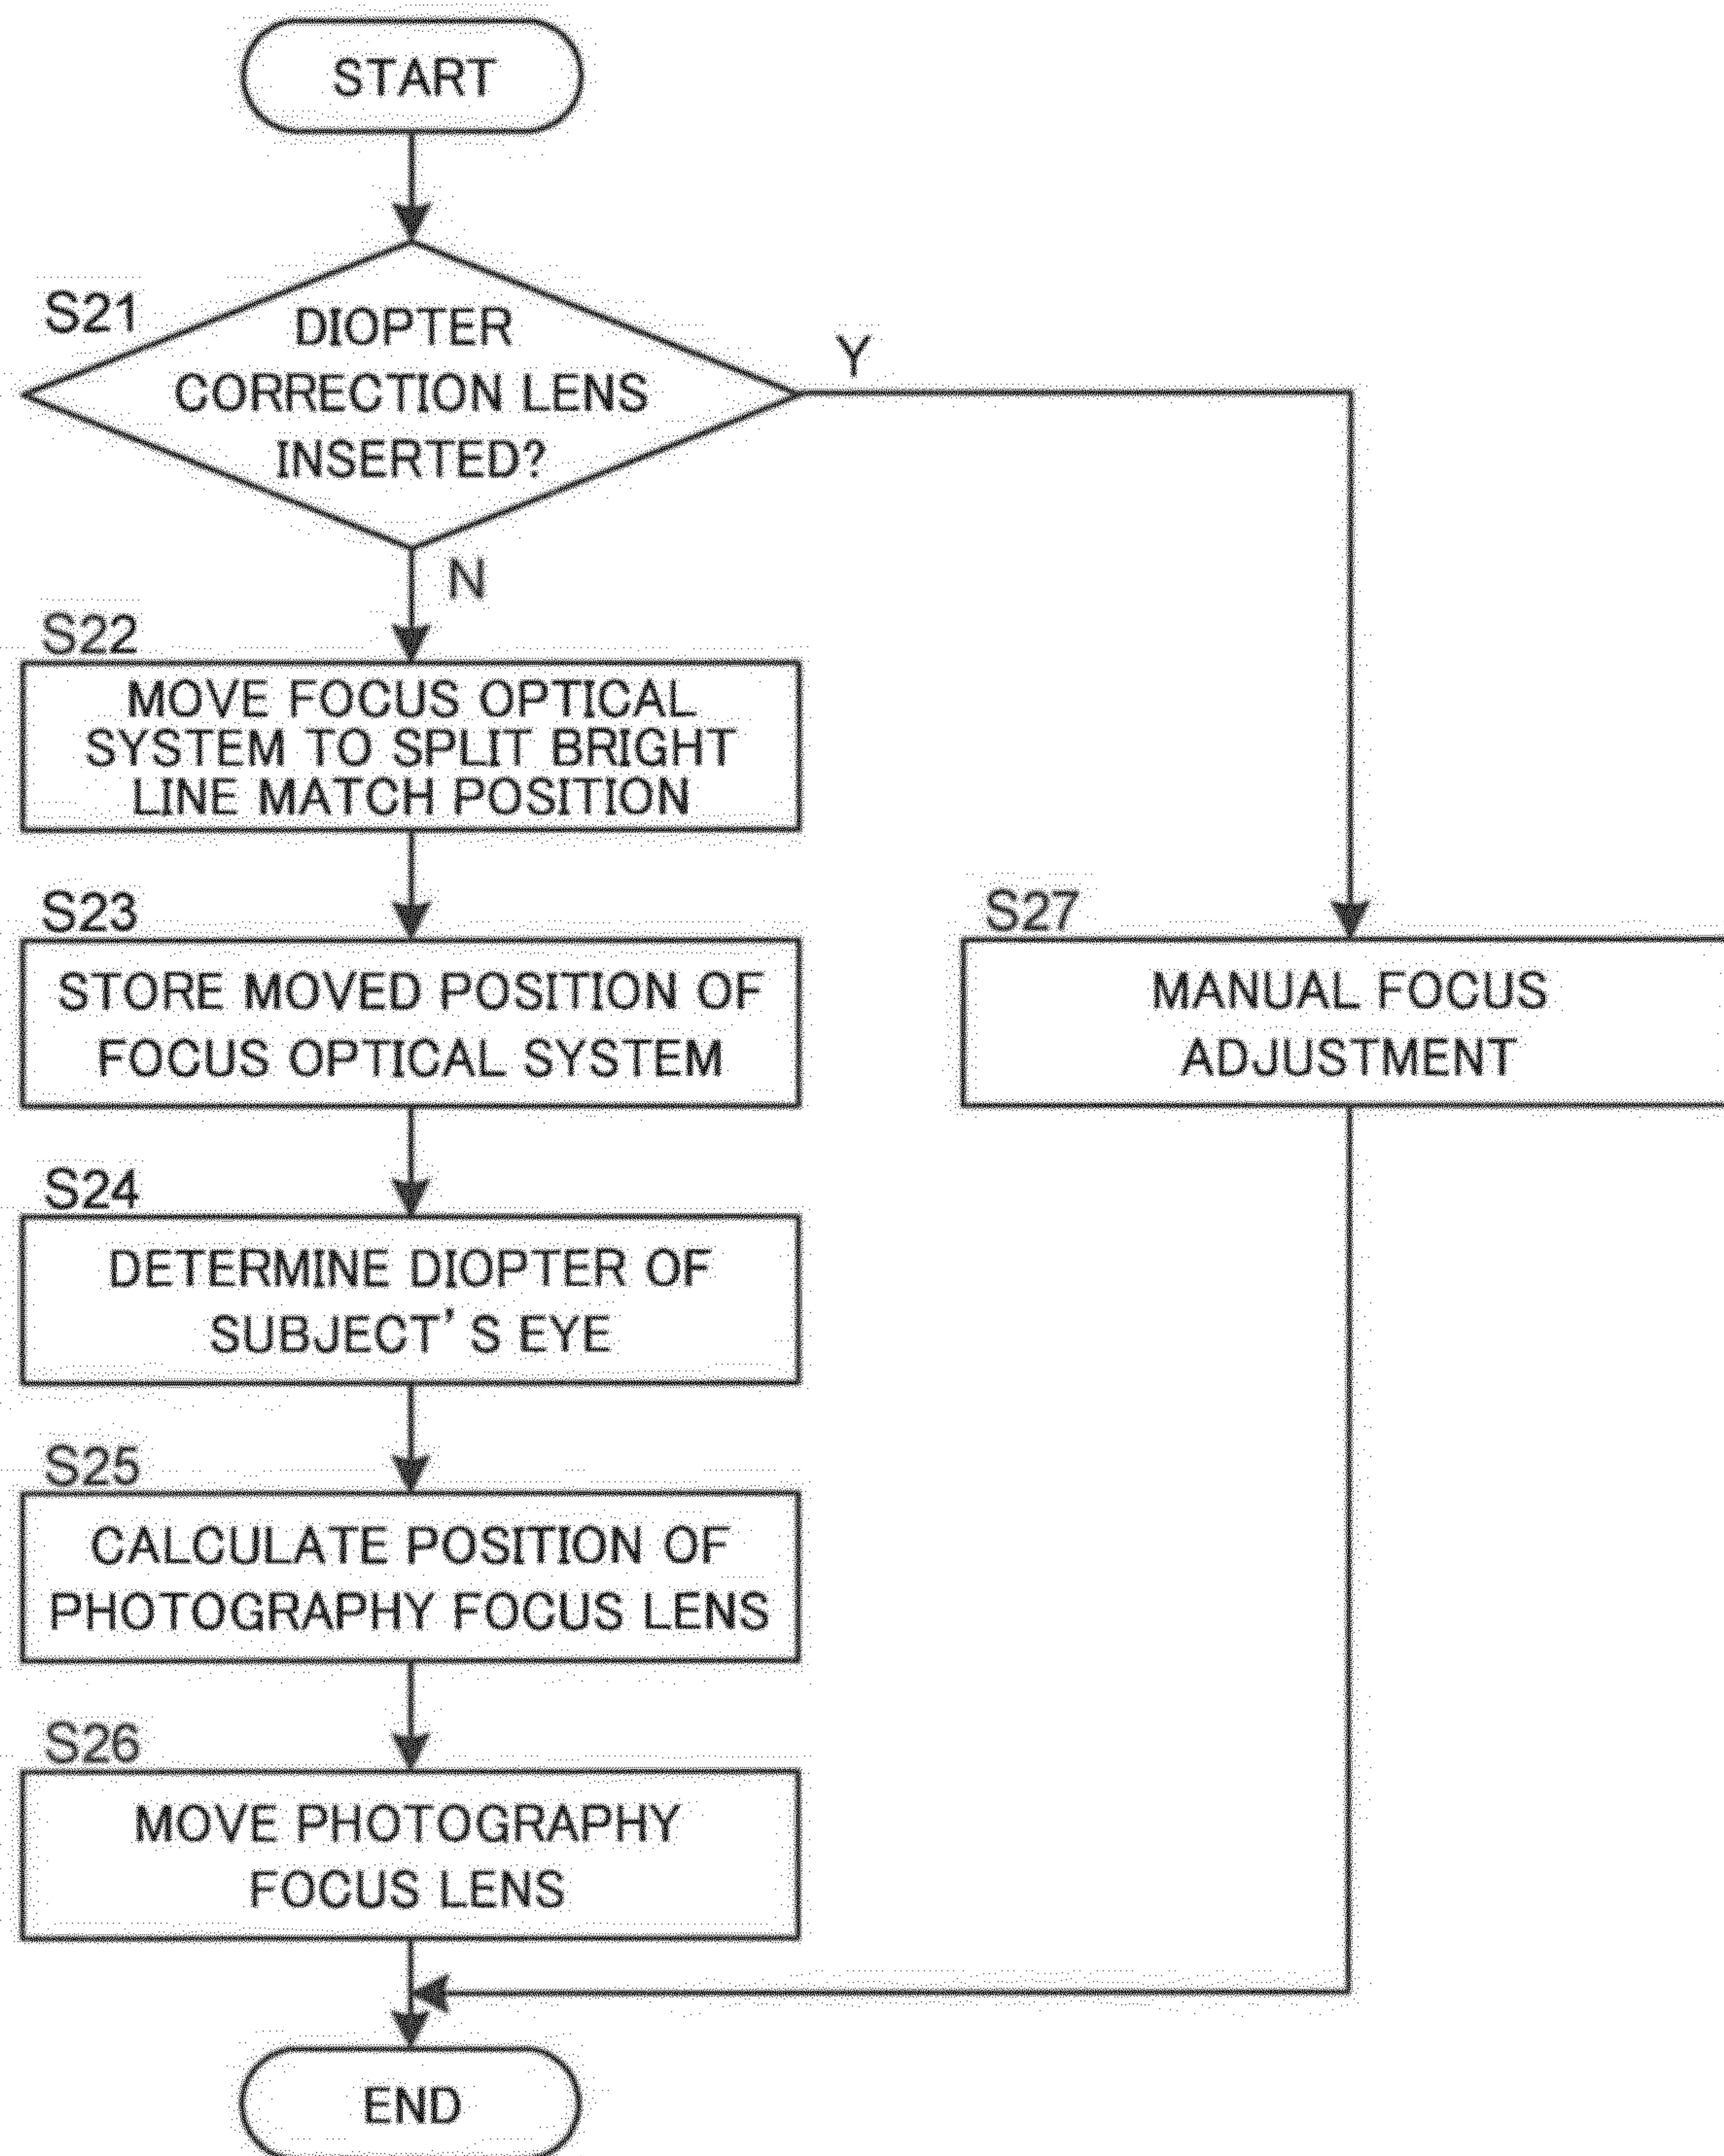 START
S21
DIOPTER
CORRECTION LENS
INSERTED?
Y
N
S22
MOVE FOCUS OPTICAL
SYSTEM TO SPLIT BRIGHT
LINE MATCH POSITION
S23
STORE MOVED POSITION OF
FOCUS OPTICAL SYSTEM
S27
MANUAL FOCUS
ADJUSTMENT
S24
DETERMINE DIOPTER OF
SUBJECT'S EYE
S25
CALCULATE POSITION OF
PHOTOGRAPHY FOCUS LENS
S26
MOVE PHOTOGRAPHY
FOCUS LENS
END